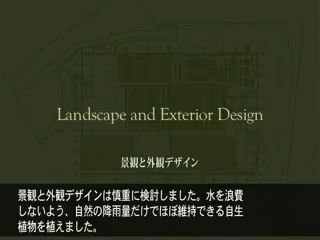 Landscape and Exterior Design
景観と外観デザイン
景観と外観デザインは慎重に検討しました。水を浪費
しないよう、自然の降雨量だけでほぼ維持できる自生
植物を植えました。